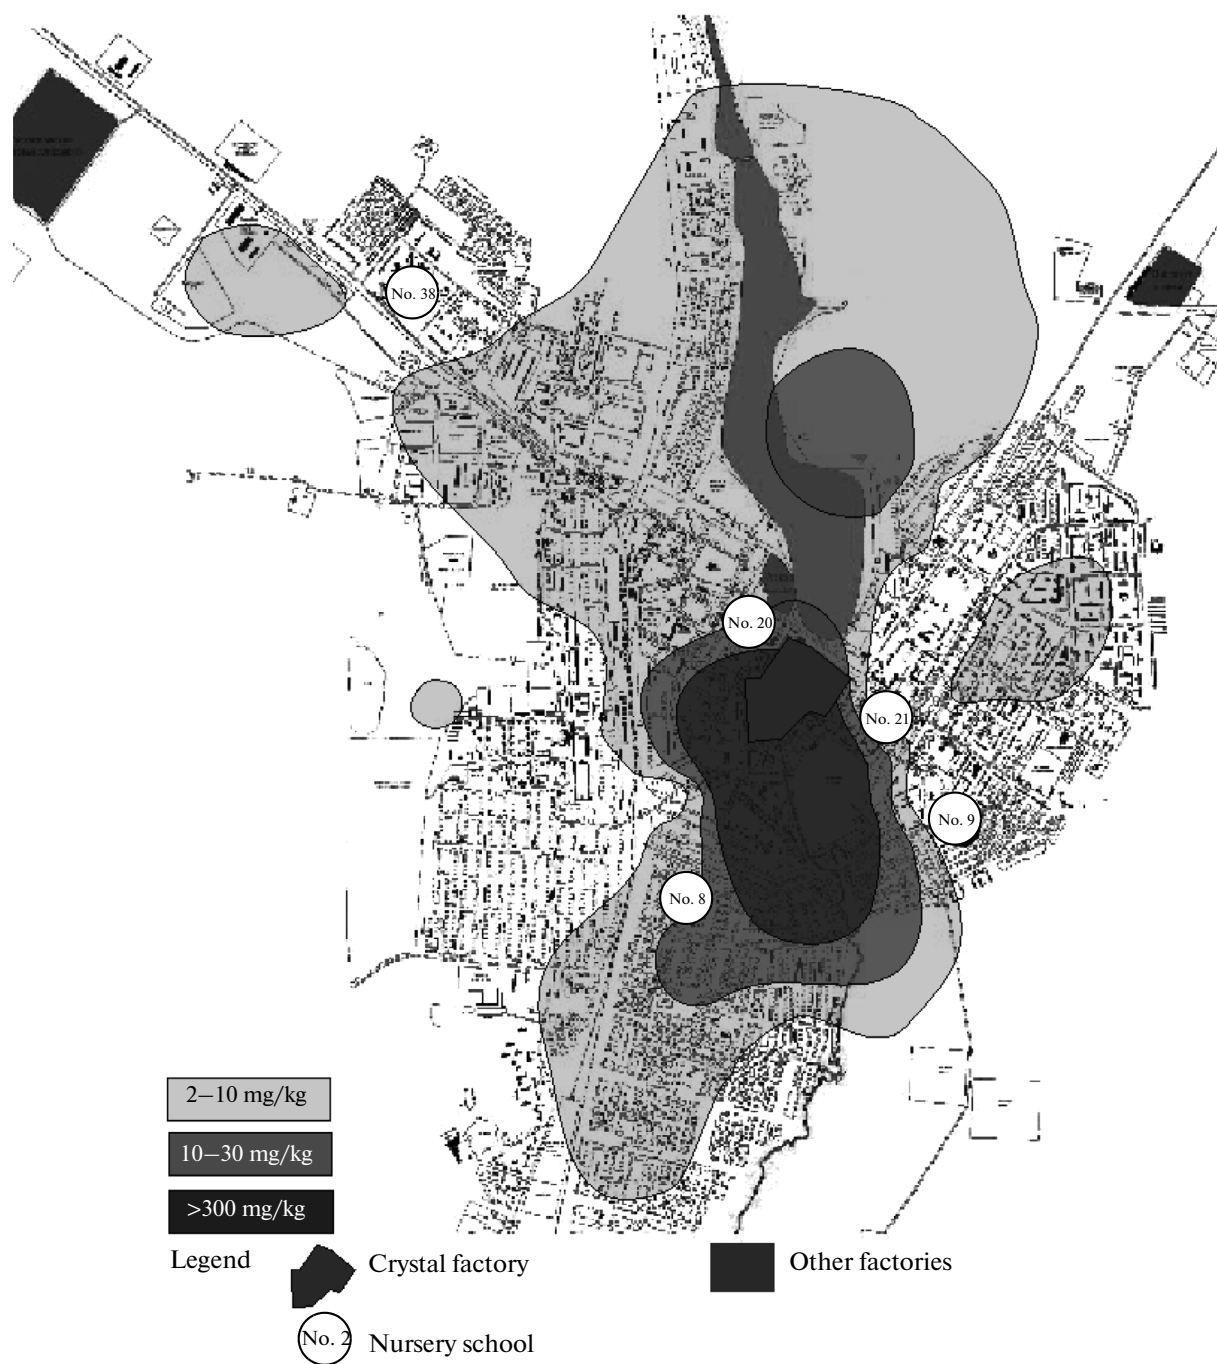 No. 38
No. 20
No. 21
No. 9
No. 8
2–10 mg/kg
10–30 mg/kg
>300 mg/kg
Legend
Crystal factory
Other factories
No. 2
Nursery school